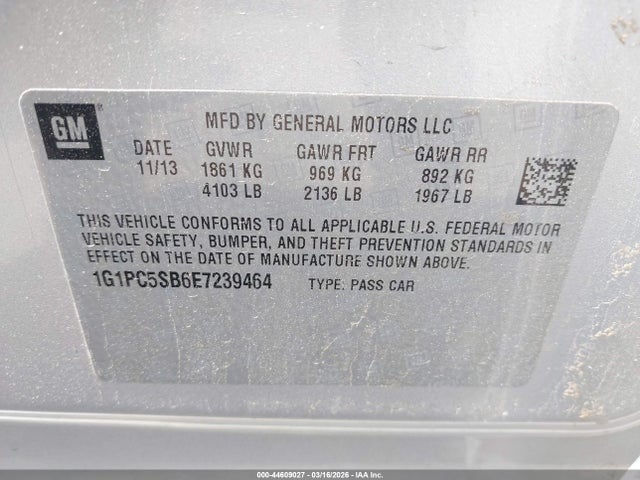 GM
MFD BY GENERAL MOTORS LLC
DATE GVWR GAWR FRT GAWR RR
11/13 1861 KG 969 KG 892 KG
4103 LB 2136 LB 1967 LB
THIS VEHICLE CONFORMS TO ALL APPLICABLE U.S. FEDERAL MOTOR
VEHICLE SAFETY, BUMPER, AND THEFT PREVENTION STANDARDS IN
EFFECT ON THE DATE OF MANUFACTURE SHOWN ABOVE.
1G1PC5SB6E7239464 TYPE: PASS CAR
000-44609027 - 03/16/2026 - IAA Inc.